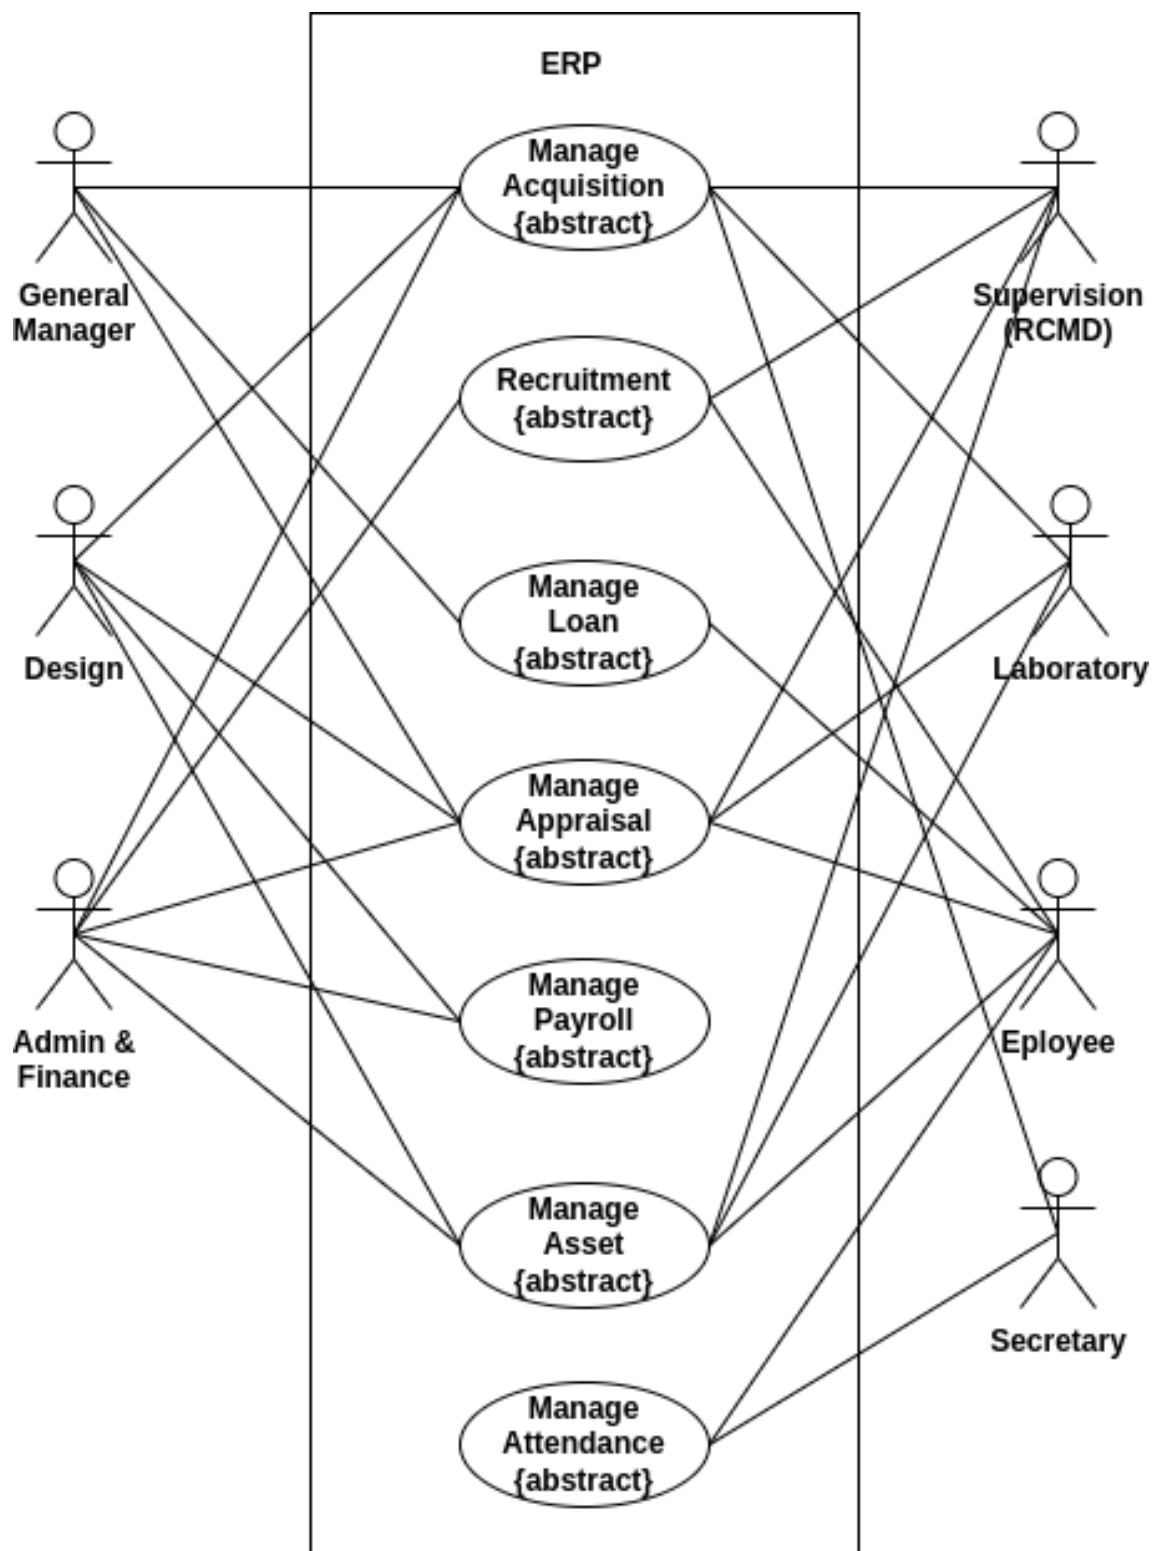 ERP
Manage
Acquisition
{abstract}
General
Manager
Supervision
(RCMD)
Recruitment
{abstract}
Manage
Loan
{abstract}
Design
Laboratory
Manage
Appraisal
{abstract}
Manage
Payroll
{abstract}
Admin &
Finance
Eployee
Manage
Asset
{abstract}
Secretary
Manage
Attendance
{abstract}